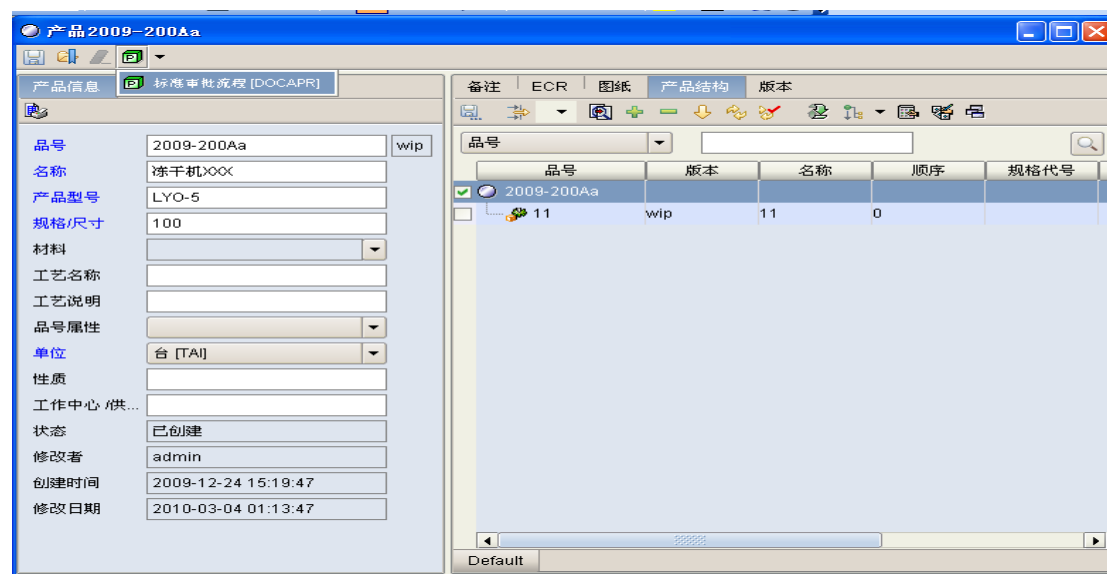 产品2009-200Aa
产品信息
标准审批流程 [DOCAPR]
备注 ECR 图纸 产品结构 版本
品号 2009-200Aa wip
名称 冻干机XXX
产品型号 LYO-5
规格/尺寸 100
材料
工艺名称
工艺说明
品号属性
单位 台 [TAI]
性质
工作中心 /供...
状态 已创建
修改者 admin
创建时间 2009-12-24 15:19:47
修改日期 2010-03-04 01:13:47
品号
品号 版本 名称 顺序 规格代号
2009-200Aa
11 wip 11 0
Default